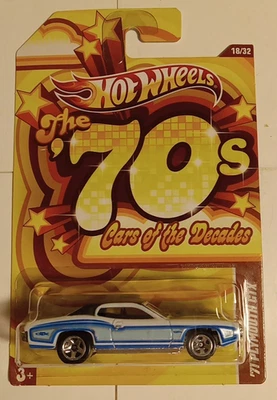 18/32
HOT WHEELS
The
'70s
Cars of the Decades
'71 PLYMOUTH GTX
3+